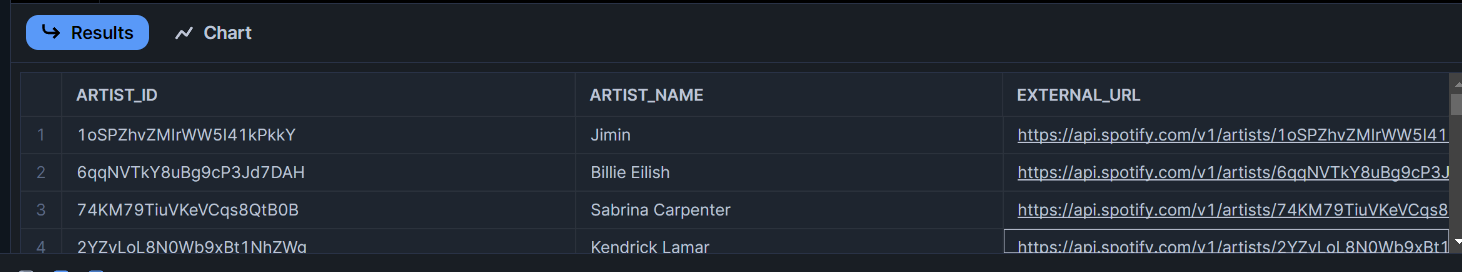 Results Chart
ARTIST_ID ARTIST_NAME EXTERNAL_URL
1 1oSPZhvZMIrWW5I41kPkkY Jimin https://api.spotify.com/v1/artists/1oSPZhvZMIrWW5I41
2 6qqNVTkY8uBg9cP3Jd7DAH Billie Eilish https://api.spotify.com/v1/artists/6qqNVTkY8uBg9cP3J
3 74KM79TiuVKeVCqs8QtB0B Sabrina Carpenter https://api.spotify.com/v1/artists/74KM79TiuVKeVCqs8
4 2YZyLoL8N0Wb9xBt1NhZWg Kendrick Lamar https://api.spotify.com/v1/artists/2YZyLoL8N0Wb9xBt1